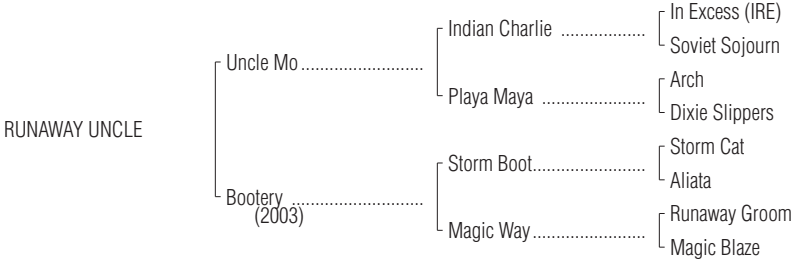 In Excess (IRE)
Indian Charlie ...................
Soviet Sojourn
Uncle Mo ...........................
Arch
Playa Maya .......................
Dixie Slippers
RUNAWAY UNCLE
Storm Cat
Storm Boot.........................
Aliata
Bootery .............................
(2003)
Runaway Groom
Magic Way.........................
Magic Blaze